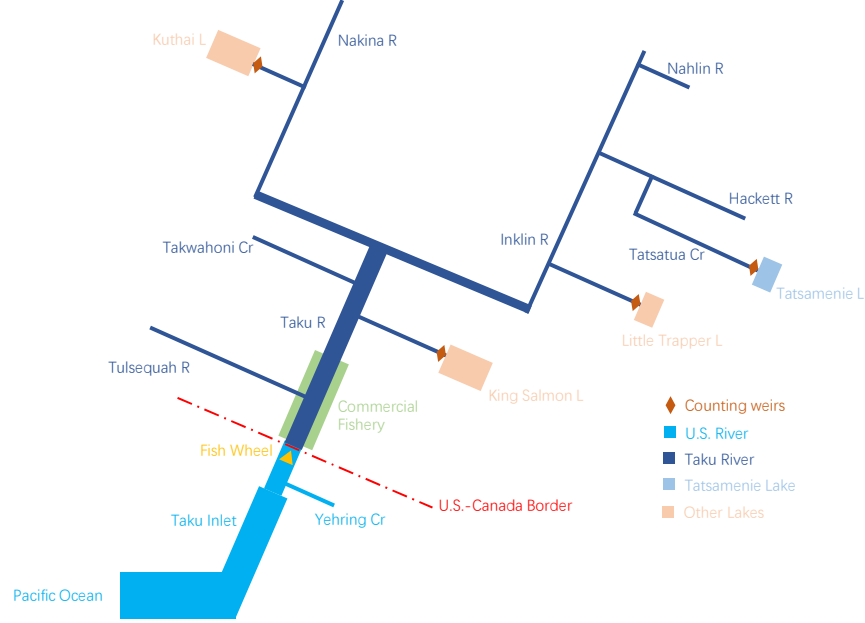 Kuthai L
Nakina R
Nahlin R
Hackett R
Takwahoni Cr
Inklin R
Tatsatua Cr
Tatsamenie L
Taku R
Little Trapper L
Tulsequah R
King Salmon L
Commercial
Fishery
Counting weirs
U.S. River
Fish Wheel
Taku River
Tatsamenie Lake
U.S.-Canada Border
Other Lakes
Taku Inlet
Yehring Cr
Pacific Ocean